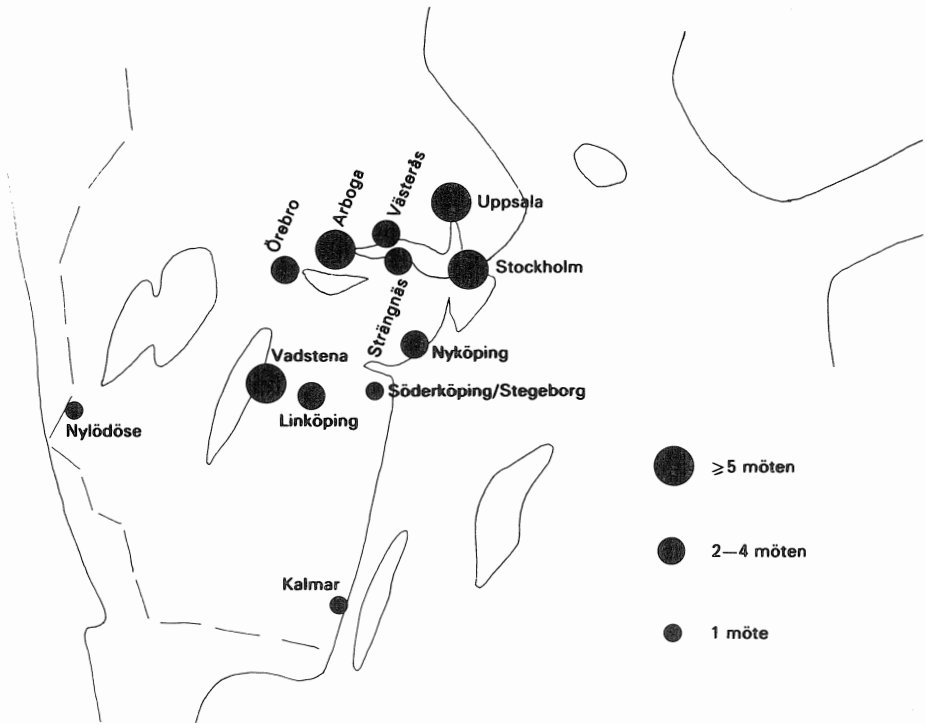 Örebro
Arboga
Västerås
Uppsala
Stockholm
Strängnäs
Nyköping
Vadstena
Linköping
Söderköping/Stegeborg
Nylödöse
Kalmar
⩾5 möten
2—4 möten
1 möte